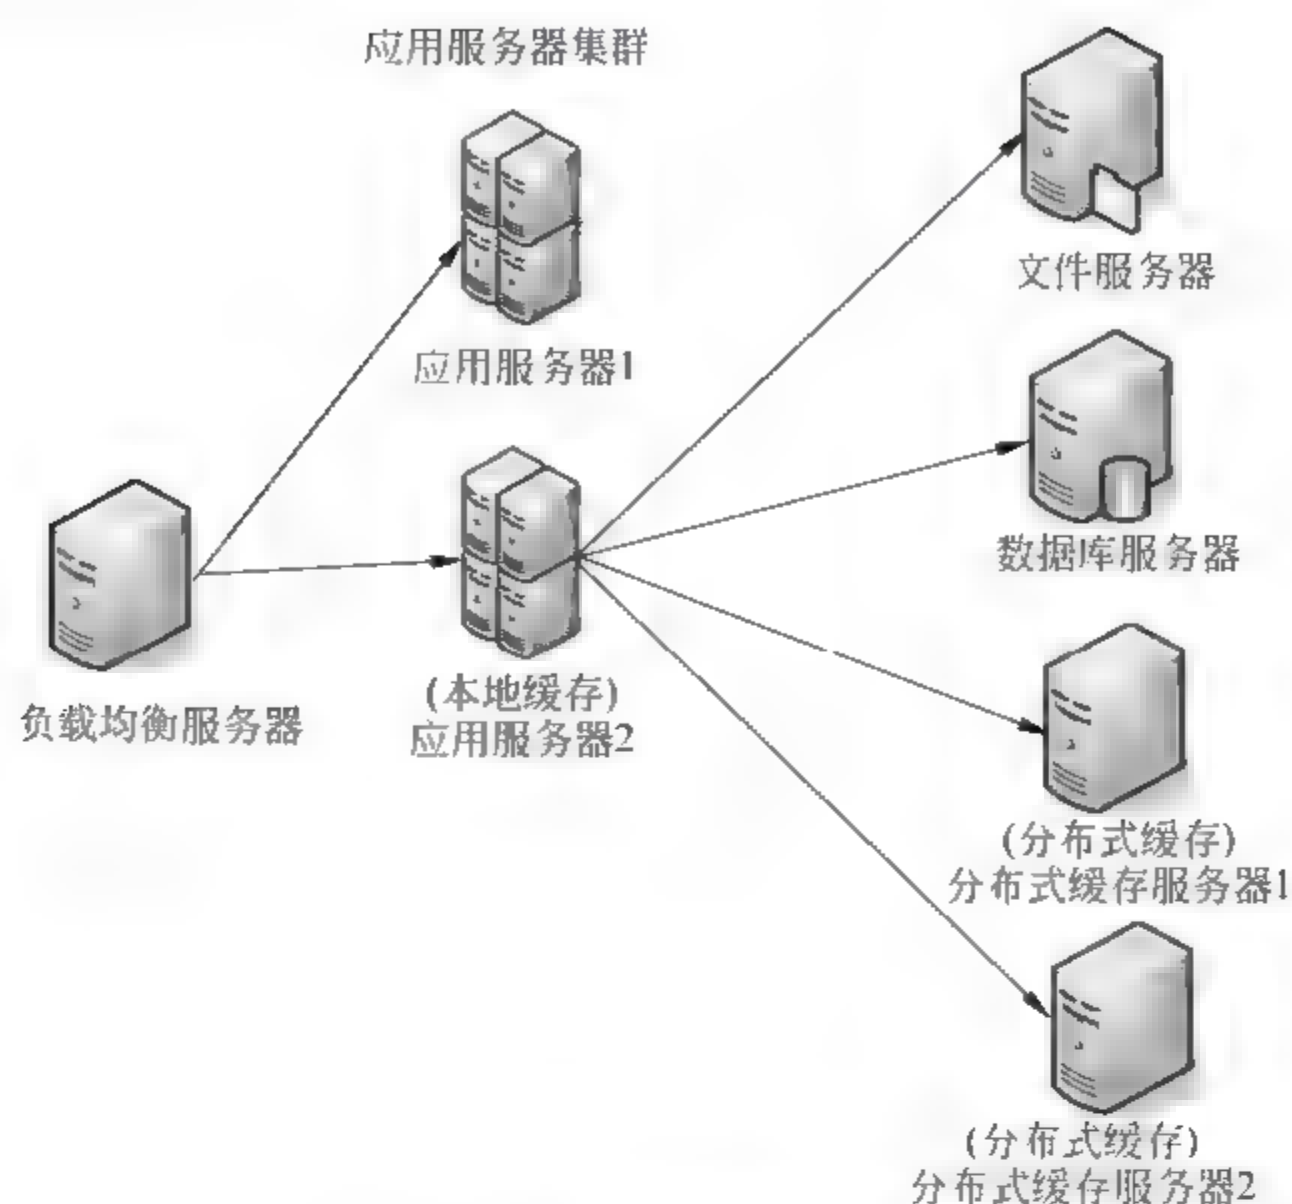 应用服务器集群
文件服务器
应用服务器1
数据库服务器
负载均衡服务器
(本地缓存)
应用服务器2
(分布式缓存)
分布式缓存服务器1
(分布式缓存)
分布式缓存服务器2